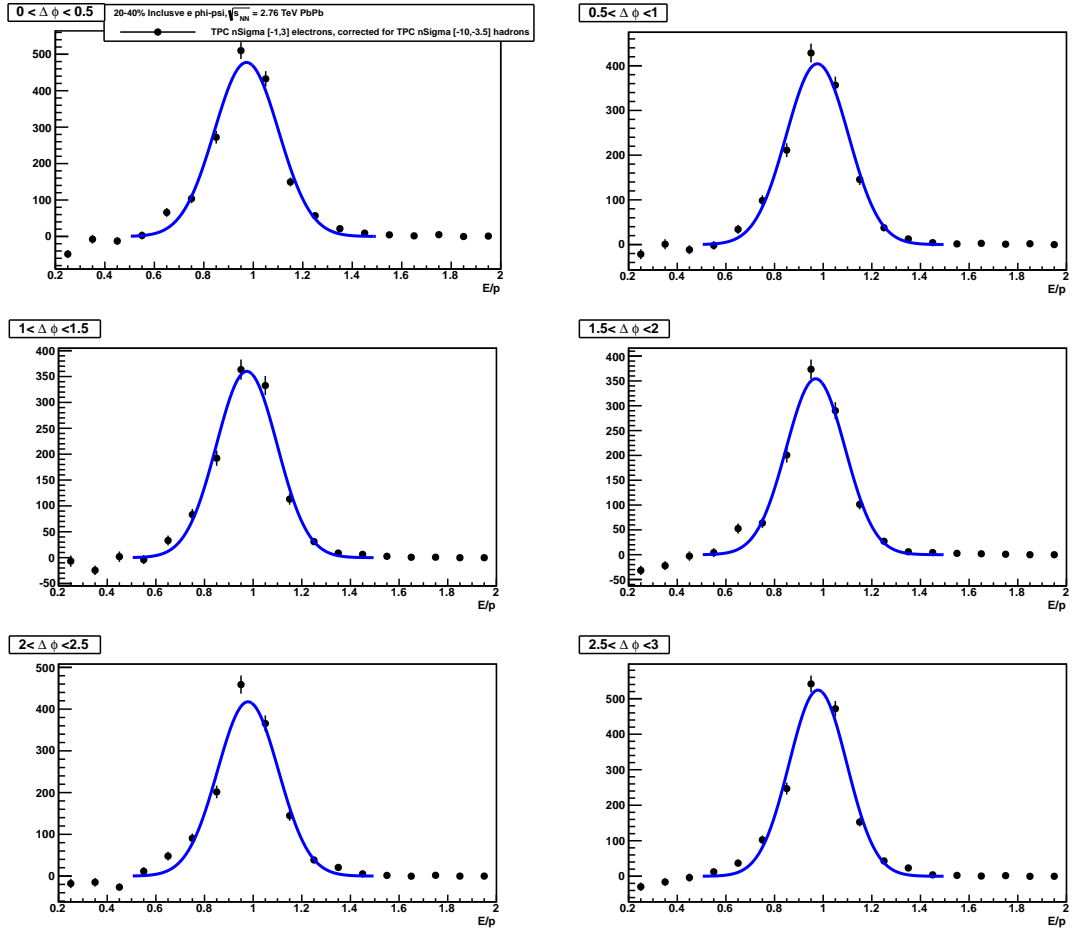 0 < Δ ϕ < 0.5
20-40% Inclusve e phi-psi,√s_NN = 2.76 TeV PbPb
TPC nSigma [-1,3] electrons, corrected for TPC nSigma [-10,-3.5] hadrons
500
400
300
200
100
0
0.2 0.4 0.6 0.8 1 1.2 1.4 1.6 1.8 2
E/p
0.5< Δ ϕ <1
400
300
200
100
0
0.2 0.4 0.6 0.8 1 1.2 1.4 1.6 1.8 2
E/p
1< Δ ϕ <1.5
400
350
300
250
200
150
100
50
0
-50
0.2 0.4 0.6 0.8 1 1.2 1.4 1.6 1.8 2
E/p
1.5< Δ ϕ <2
400
350
300
250
200
150
100
50
0
-50
0.2 0.4 0.6 0.8 1 1.2 1.4 1.6 1.8 2
E/p
2< Δ ϕ <2.5
500
400
300
200
100
0
0.2 0.4 0.6 0.8 1 1.2 1.4 1.6 1.8 2
E/p
2.5< Δ ϕ <3
500
400
300
200
100
0
0.2 0.4 0.6 0.8 1 1.2 1.4 1.6 1.8 2
E/p